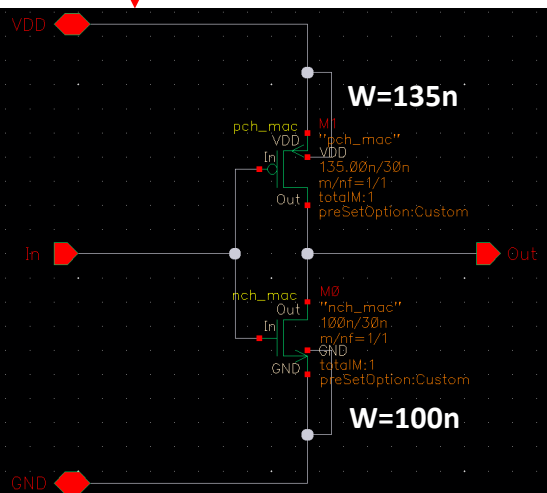 VDD
W=135n
pch_mac
M1
VDD
"pch_mac"
In
VDD
135.00n/30n
m/nf=1/1
Out
totalM:1
preSetOption:Custom
In
Out
nch_mac
M0
Out
"nch_mac"
In
100n/30n
m/nf=1/1
GND
GND
totalM:1
preSetOption:Custom
W=100n
GND